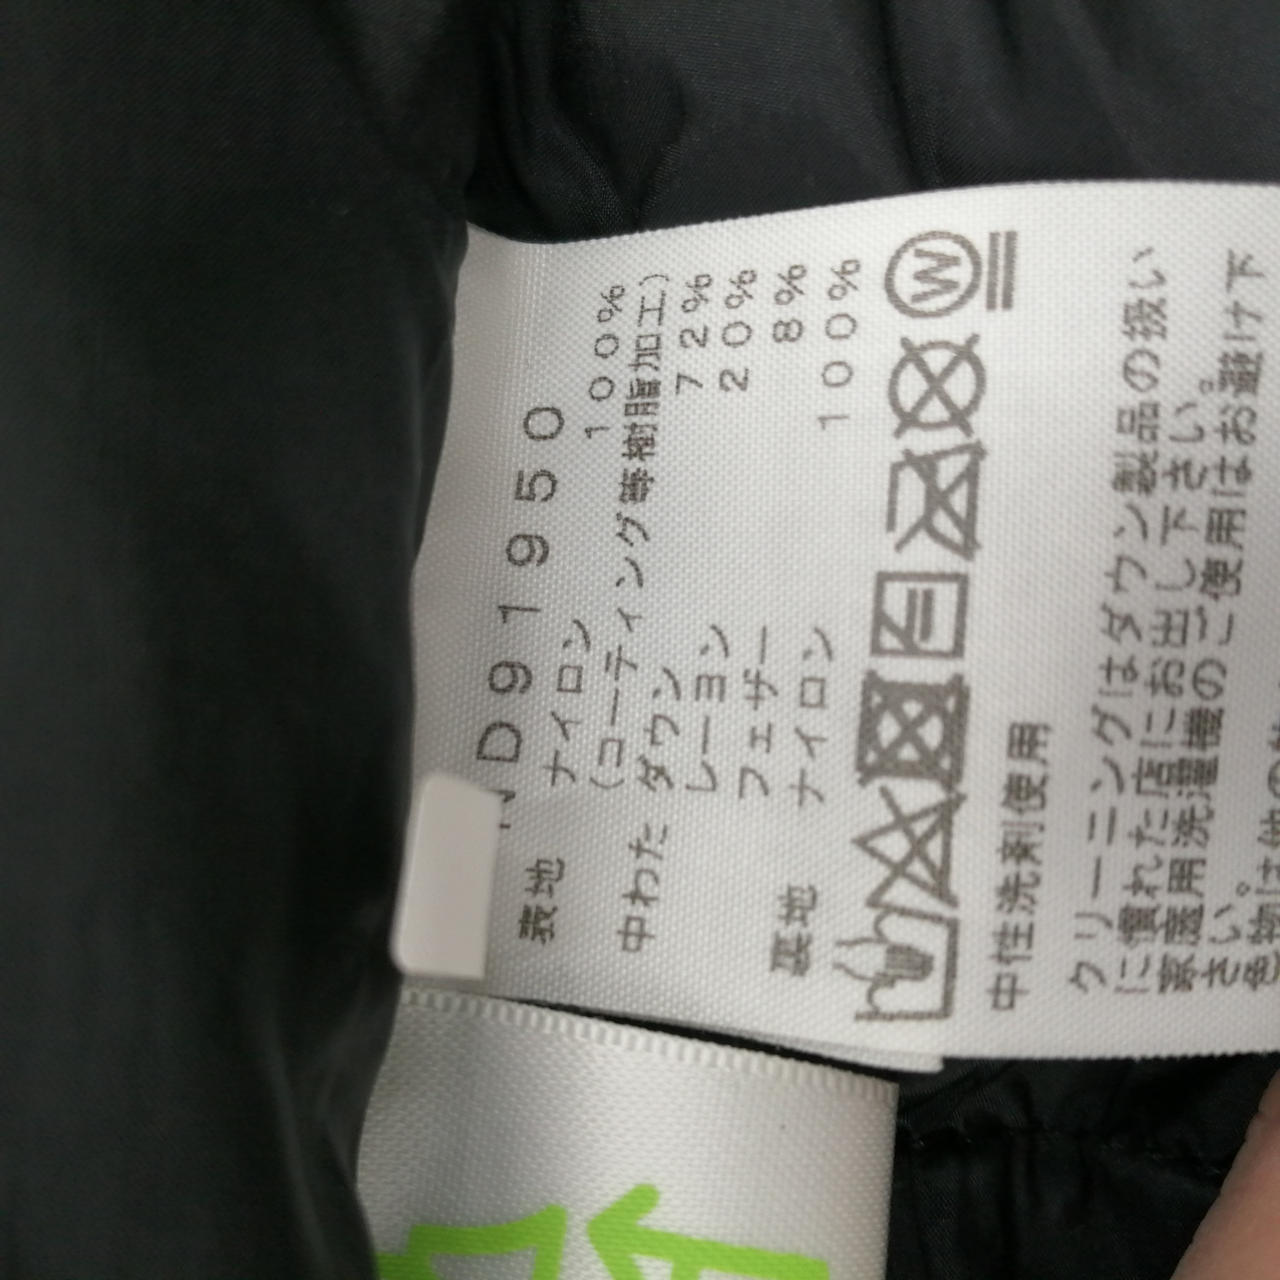 ND91950
表地 ナイロン 100%
(コーティング等樹脂加工)
中わた ダウン 72%
レーヨン 20%
フェザー 8%
裏地 ナイロン 100%
W
中性洗剤使用
クリーニングはダウン製品の扱い
に慣れた店にお出し下さい。
家庭用洗濯機のご使用はお避け下
さい。